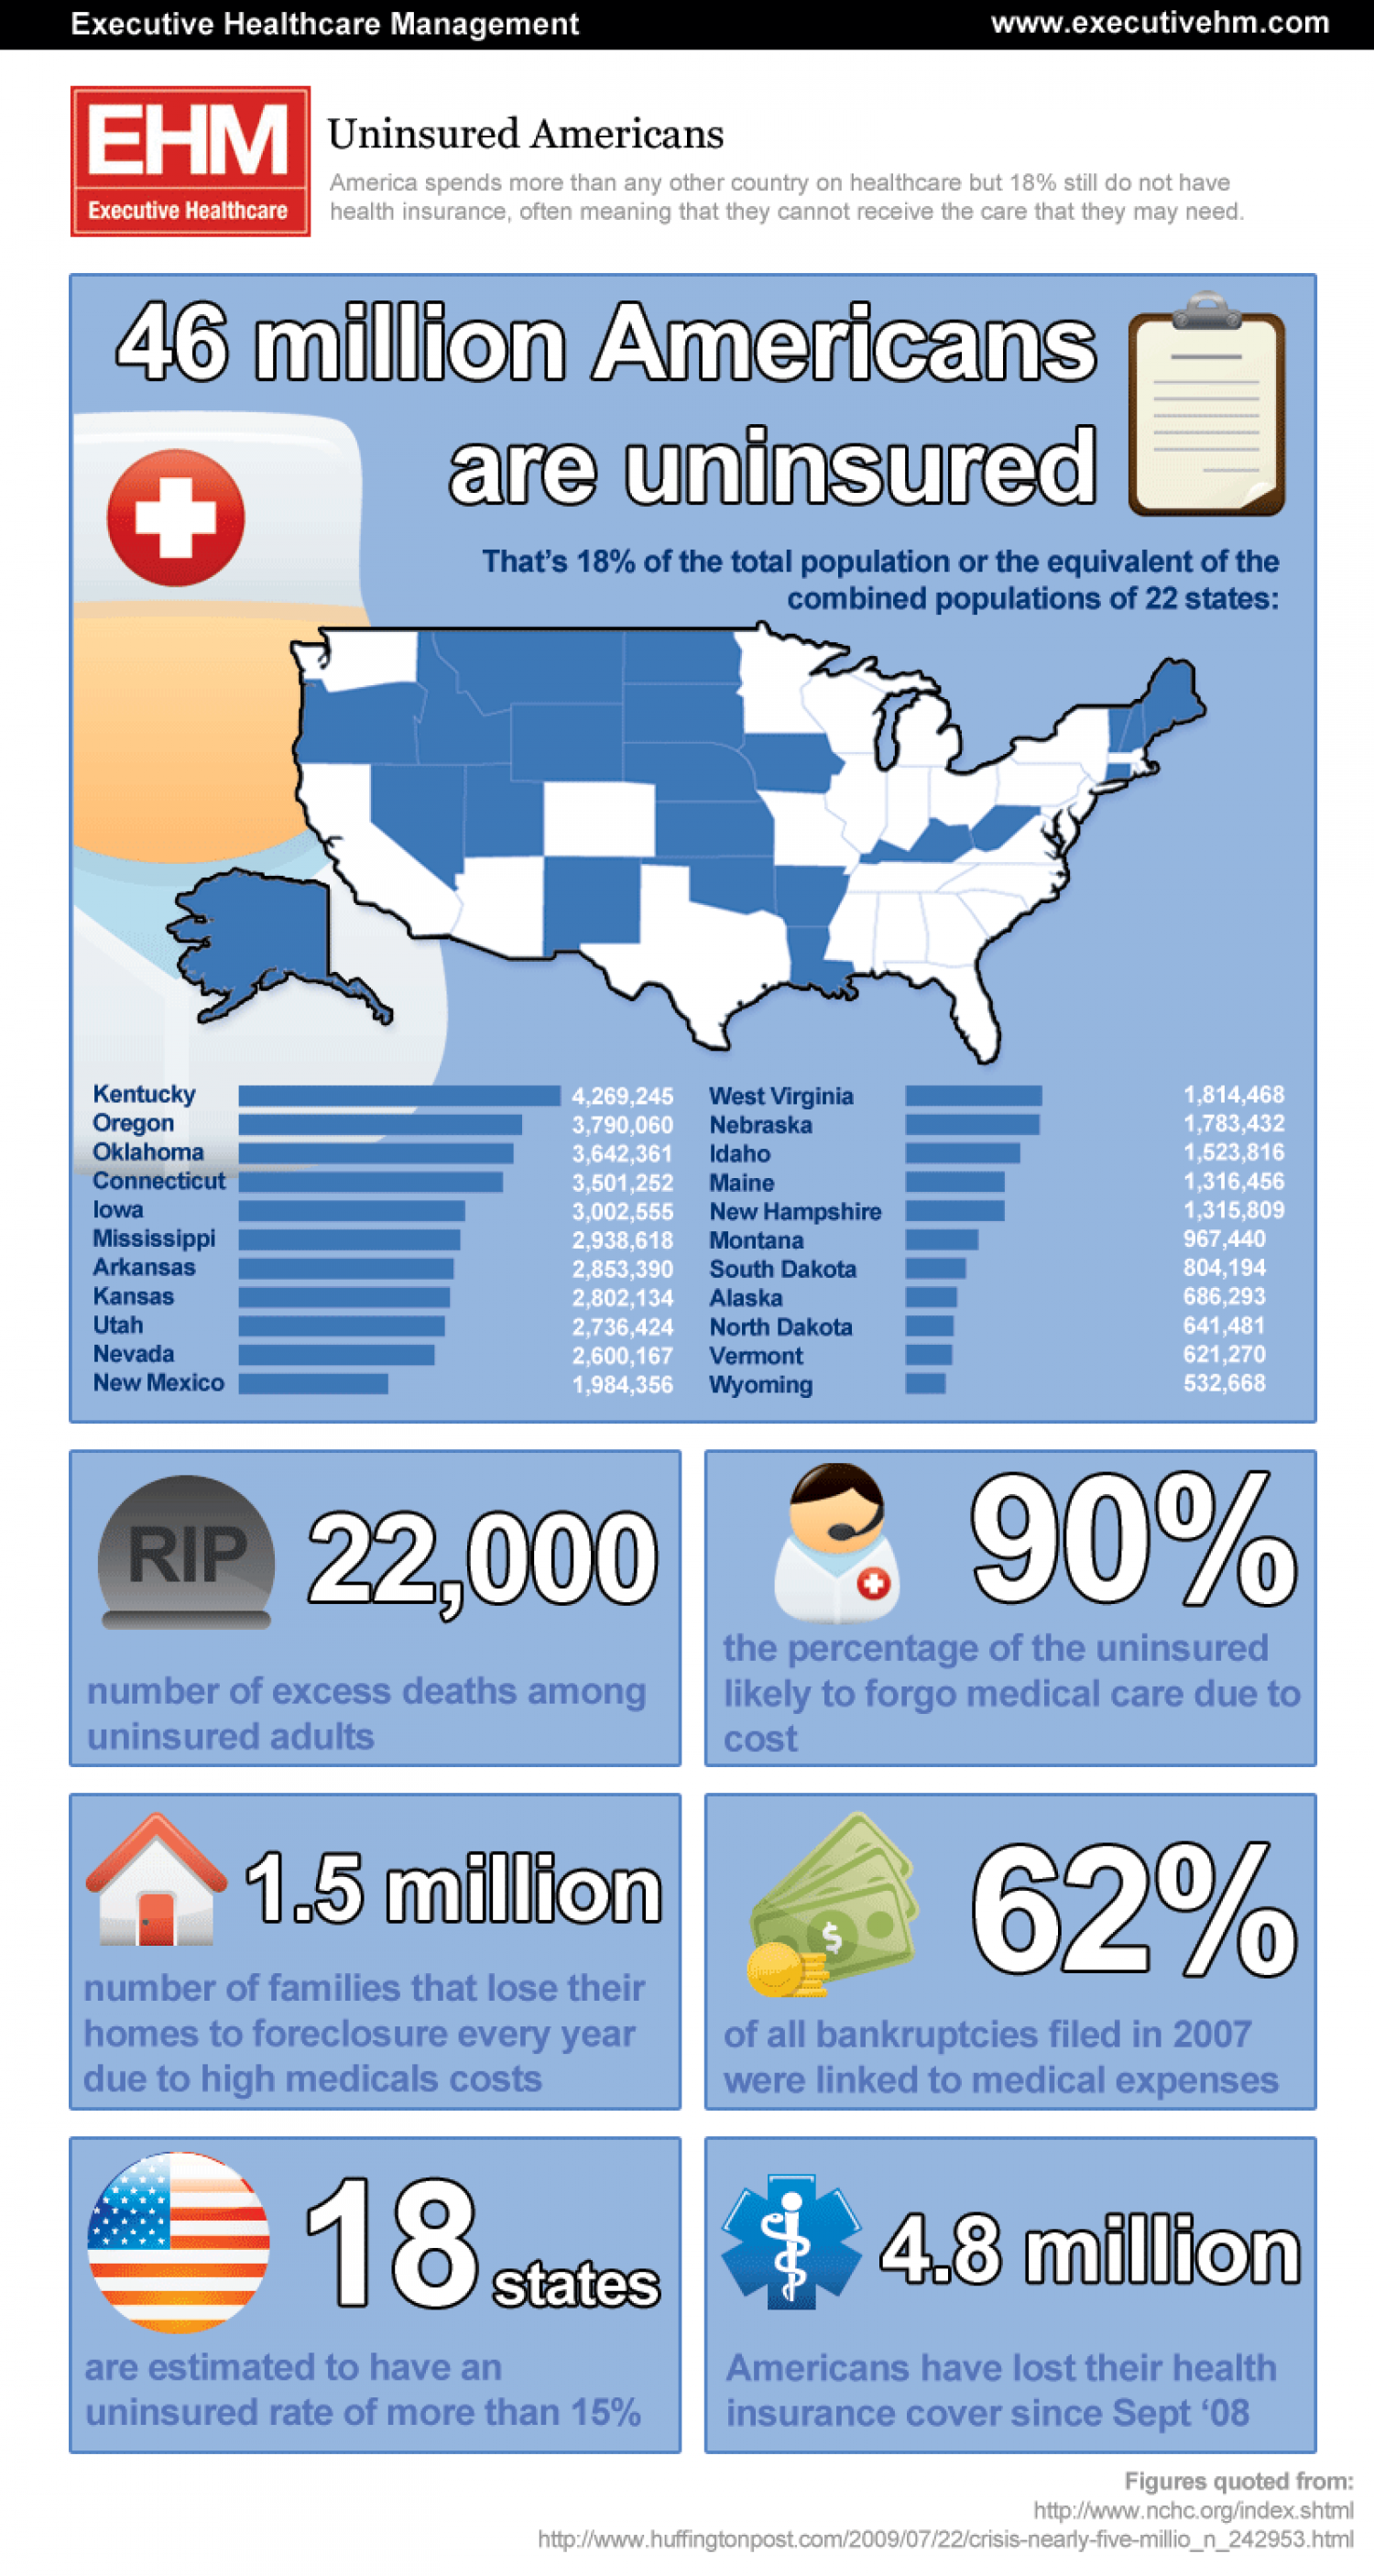 Executive Healthcare Management
www.executivehm.com
EHM
Executive Healthcare
Uninsured Americans
America spends more than any other country on healthcare but 18% still do not have
health insurance, often meaning that they cannot receive the care that they may need.
46 million Americans
are uninsured
That's 18% of the total population or the equivalent of the
combined populations of 22 states:
Kentucky 4,269,245
Oregon 3,790,060
Oklahoma 3,642,361
Connecticut 3,501,252
Iowa 3,002,555
Mississippi 2,938,618
Arkansas 2,853,390
Kansas 2,802,134
Utah 2,736,424
Nevada 2,600,167
New Mexico 1,984,356
West Virginia 1,814,468
Nebraska 1,783,432
Idaho 1,523,816
Maine 1,316,456
New Hampshire 1,315,809
Montana 967,440
South Dakota 804,194
Alaska 686,293
North Dakota 641,481
Vermont 621,270
Wyoming 532,668
RIP
22,000
number of excess deaths among
uninsured adults
90%
the percentage of the uninsured
likely to forgo medical care due to
cost
1.5 million
number of families that lose their
homes to foreclosure every year
due to high medicals costs
$
62%
of all bankruptcies filed in 2007
were linked to medical expenses
18 states
are estimated to have an
uninsured rate of more than 15%
4.8 million
Americans have lost their health
insurance cover since Sept ‘08
Figures quoted from:
http://www.nchc.org/index.shtml
http://www.huffingtonpost.com/2009/07/22/crisis-nearly-five-millio_n_242953.html